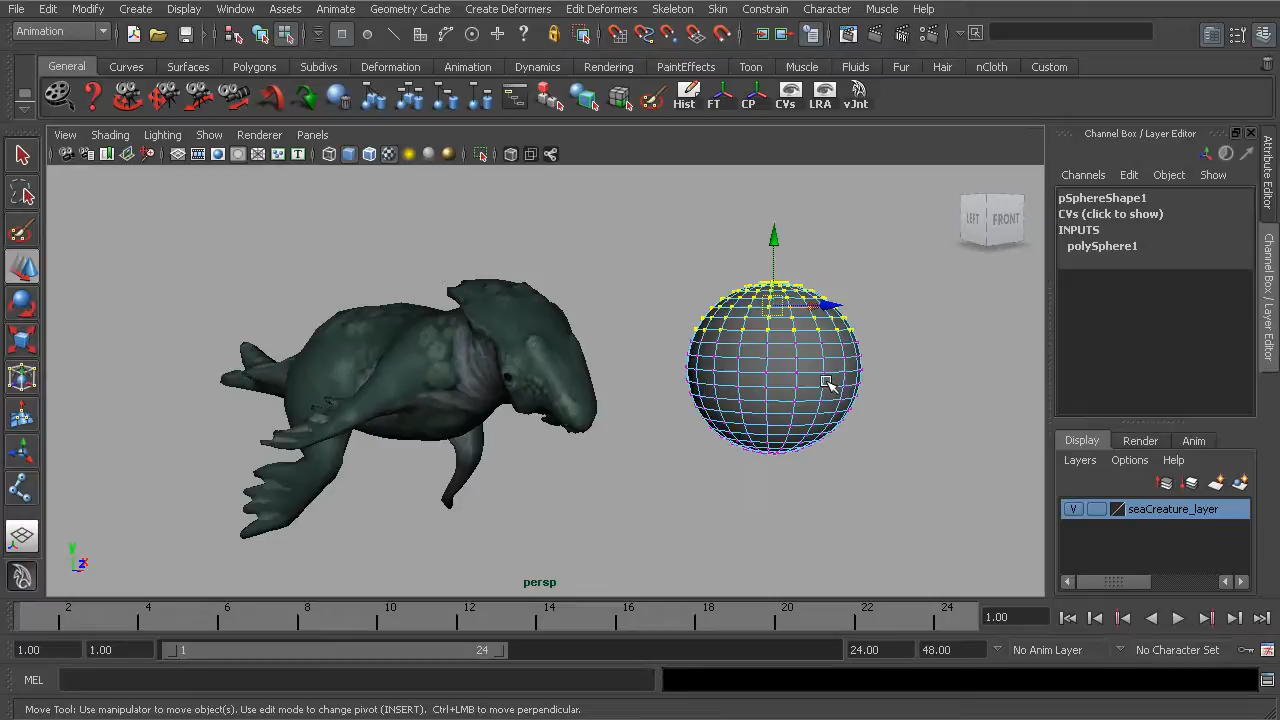 File Edit Modify Create Display Window Assets Animate Geometry Cache Create Deformers Edit Deformers Skeleton Skin Constrain Character Muscle Help
Animation
General Curves Surfaces Polygons Subdivs Deformation Animation Dynamics Rendering PaintEffects Toon Muscle Fluids Fur Hair nCloth Custom
Hist FT CP CVs LRA vJnt
View Shading Lighting Show Renderer Panels
Channel Box / Layer Editor
Channels Edit Object Show
pSphereShape1
CVs (click to show)
INPUTS
polySphere1
Attribute Editor
Channel Box / Layer Editor
LEFT FRONT
Display Render Anim
Layers Options Help
V seaCreature_layer
y
z
persp
2 4 6 8 10 12 14 16 18 20 22 24 1.00
1.00 1.00 1 24 24.00 48.00 No Anim Layer No Character Set
MEL
Move Tool: Use manipulator to move object(s). Use edit mode to change pivot (INSERT). Ctrl+LMB to move perpendicular.